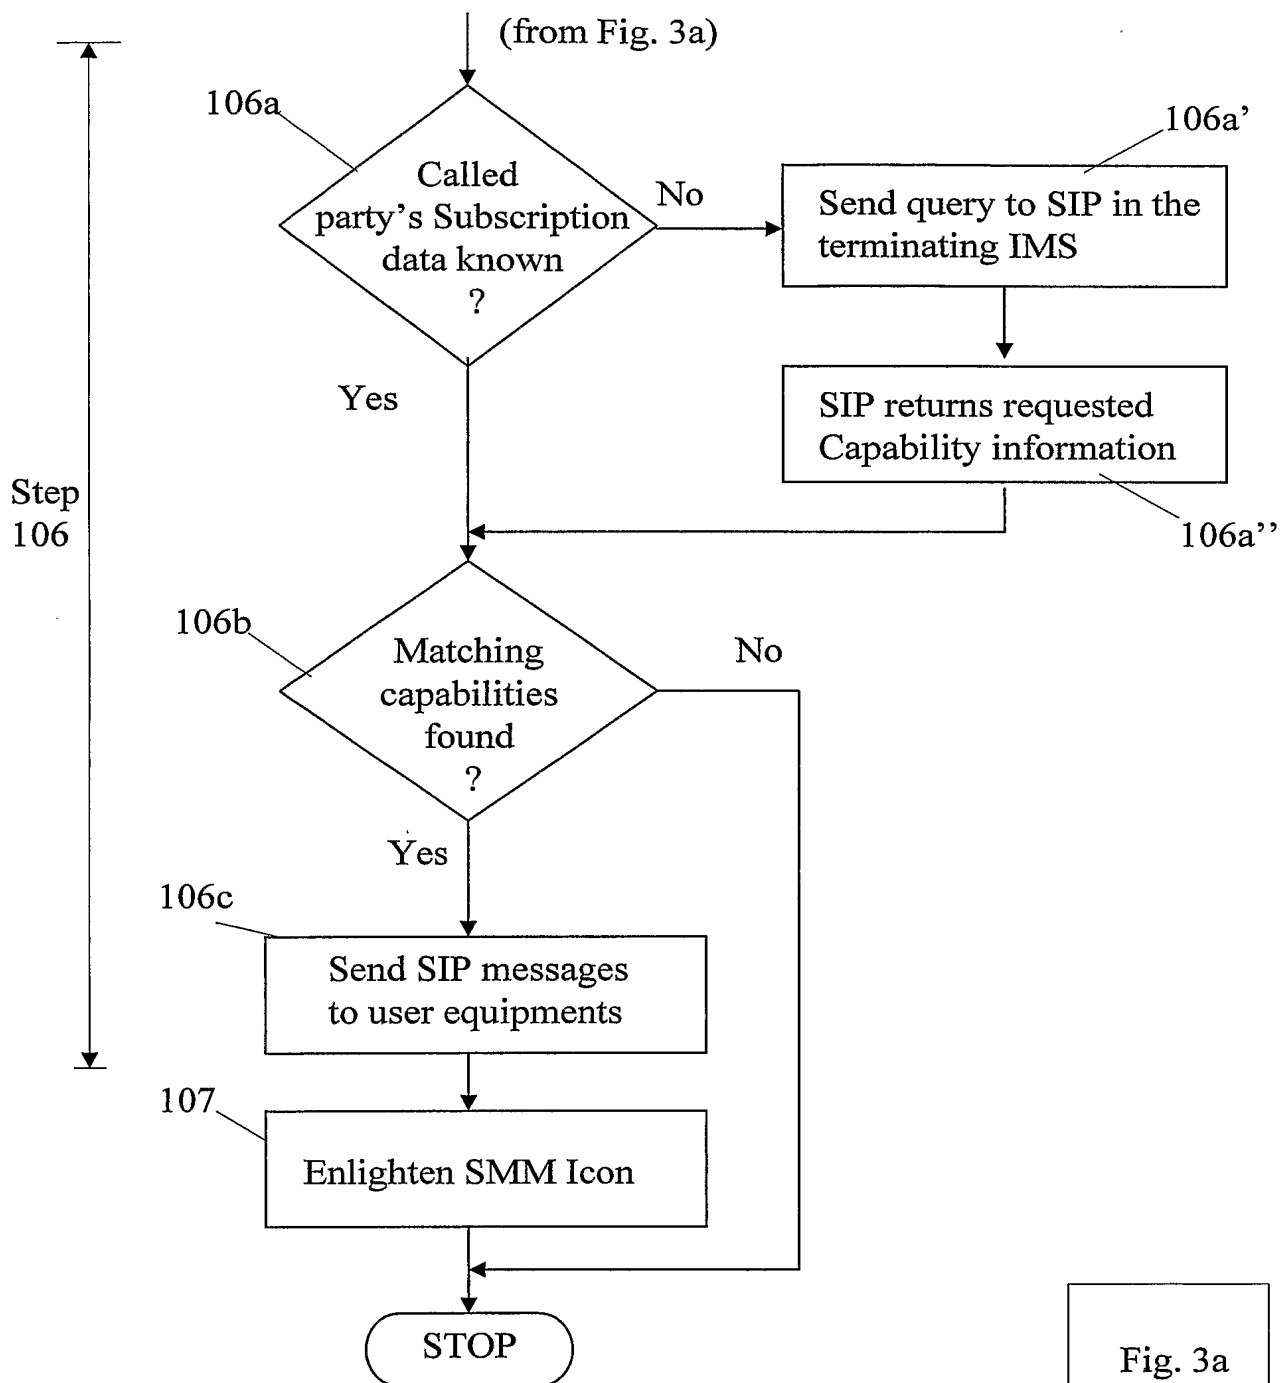 (from Fig. 3a)
106a
106a’
Called
party’s Subscription
data known
?
No
Send query to SIP in the
terminating IMS
Yes
SIP returns requested
Capability information
106a’’
Step
106
106b
Matching
capabilities
found
?
No
Yes
106c
Send SIP messages
to user equipments
107
Enlighten SMM Icon
STOP
Fig. 3a